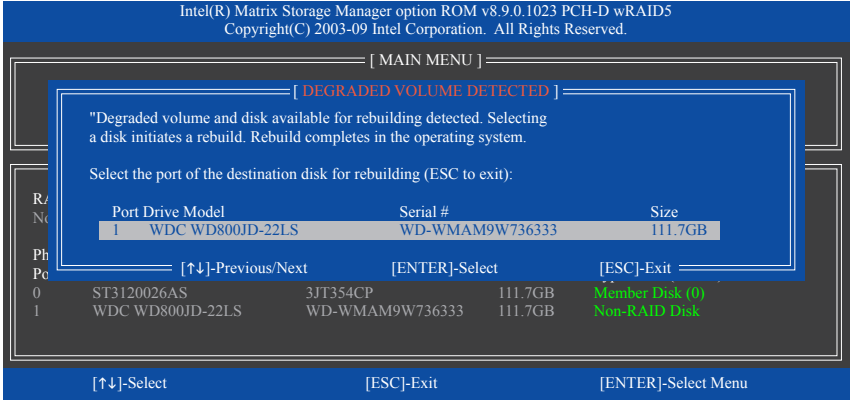 Intel(R) Matrix Storage Manager option ROM v8.9.0.1023 PCH-D wRAID5
Copyright(C) 2003-09 Intel Corporation.  All Rights Reserved.
[ MAIN MENU ]
[ DEGRADED VOLUME DETECTED ]
"Degraded volume and disk available for rebuilding detected. Selecting
a disk initiates a rebuild. Rebuild completes in the operating system.
Select the port of the destination disk for rebuilding (ESC to exit):
Port Drive Model Serial # Size
1 WDC WD800JD-22LS WD-WMAM9W736333 111.7GB
[↑↓]-Previous/Next [ENTER]-Select [ESC]-Exit
0 ST3120026AS 3JT354CP 111.7GB Member Disk (0)
1 WDC WD800JD-22LS WD-WMAM9W736333 111.7GB Non-RAID Disk
[↑↓]-Select [ESC]-Exit [ENTER]-Select Menu